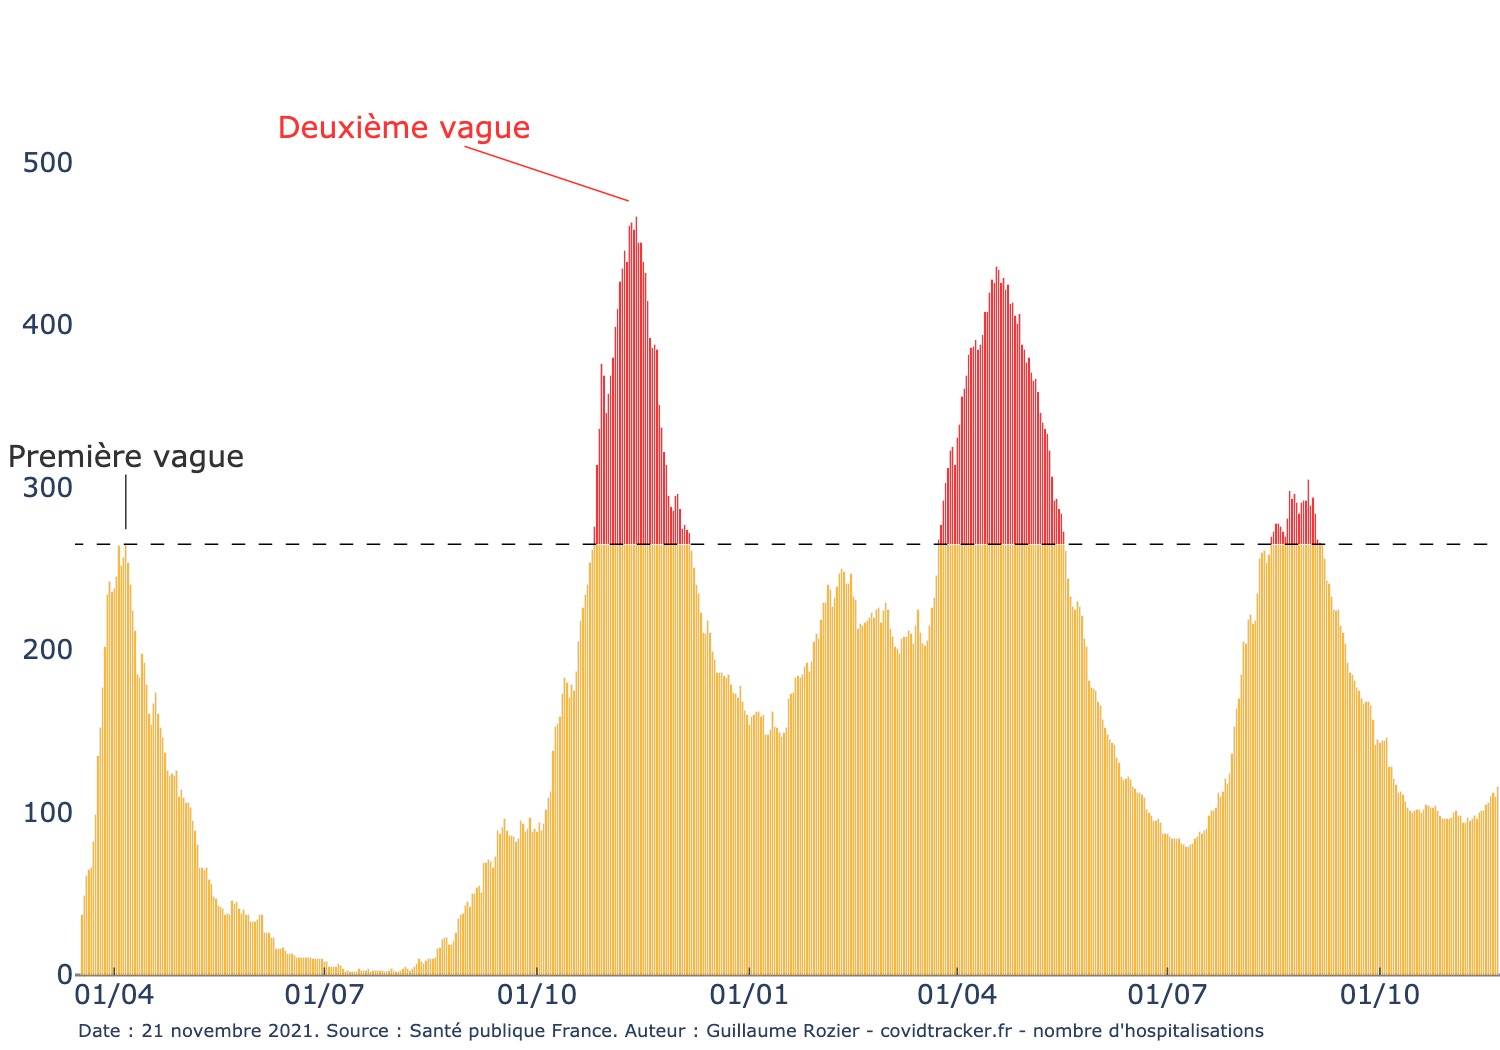 Deuxième vague
500
400
Première vague
300
200
100
0
01/04 01/07 01/10 01/01 01/04 01/07 01/10
Date : 21 novembre 2021. Source : Santé publique France. Auteur : Guillaume Rozier - covidtracker.fr - nombre d'hospitalisations